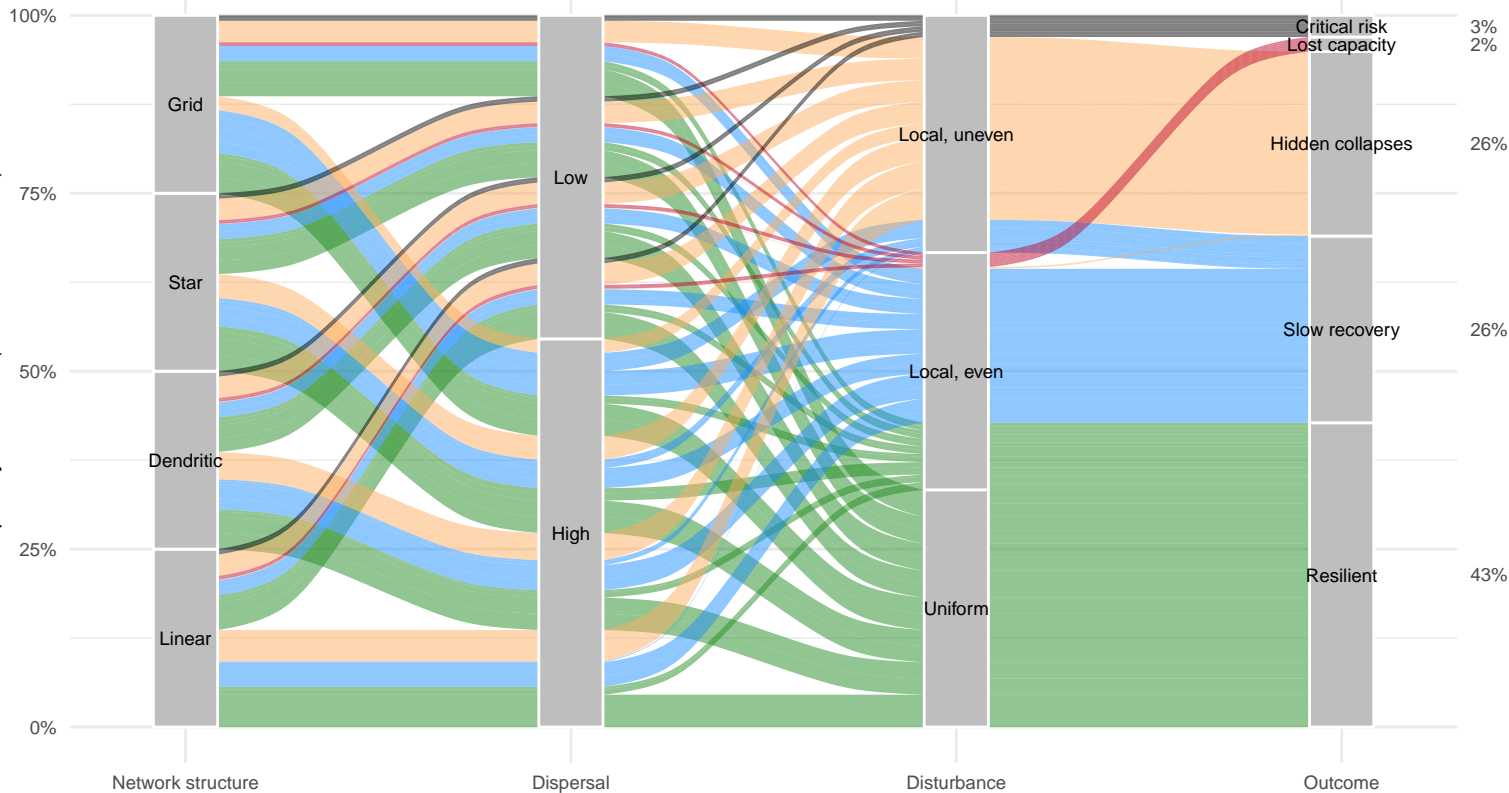 100%
75%
50%
25%
0%
Grid
Star
Dendritic
Linear
Low
High
Local, uneven
Local, even
Uniform
Critical risk
Lost capacity
Hidden collapses
Slow recovery
Resilient
3%
2%
26%
26%
43%
Network structure
Dispersal
Disturbance
Outcome